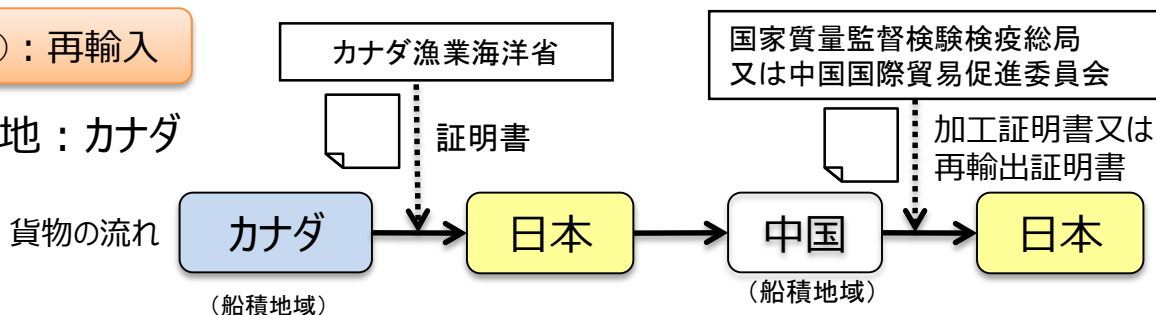 ：再輸入
カナダ漁業海洋省
国家質量監督検験検疫総局
又は中国国際貿易促進委員会
地：カナダ
証明書
加工証明書又は
再輸出証明書
貨物の流れ
カナダ
日本
中国
日本
（船積地域）
（船積地域）